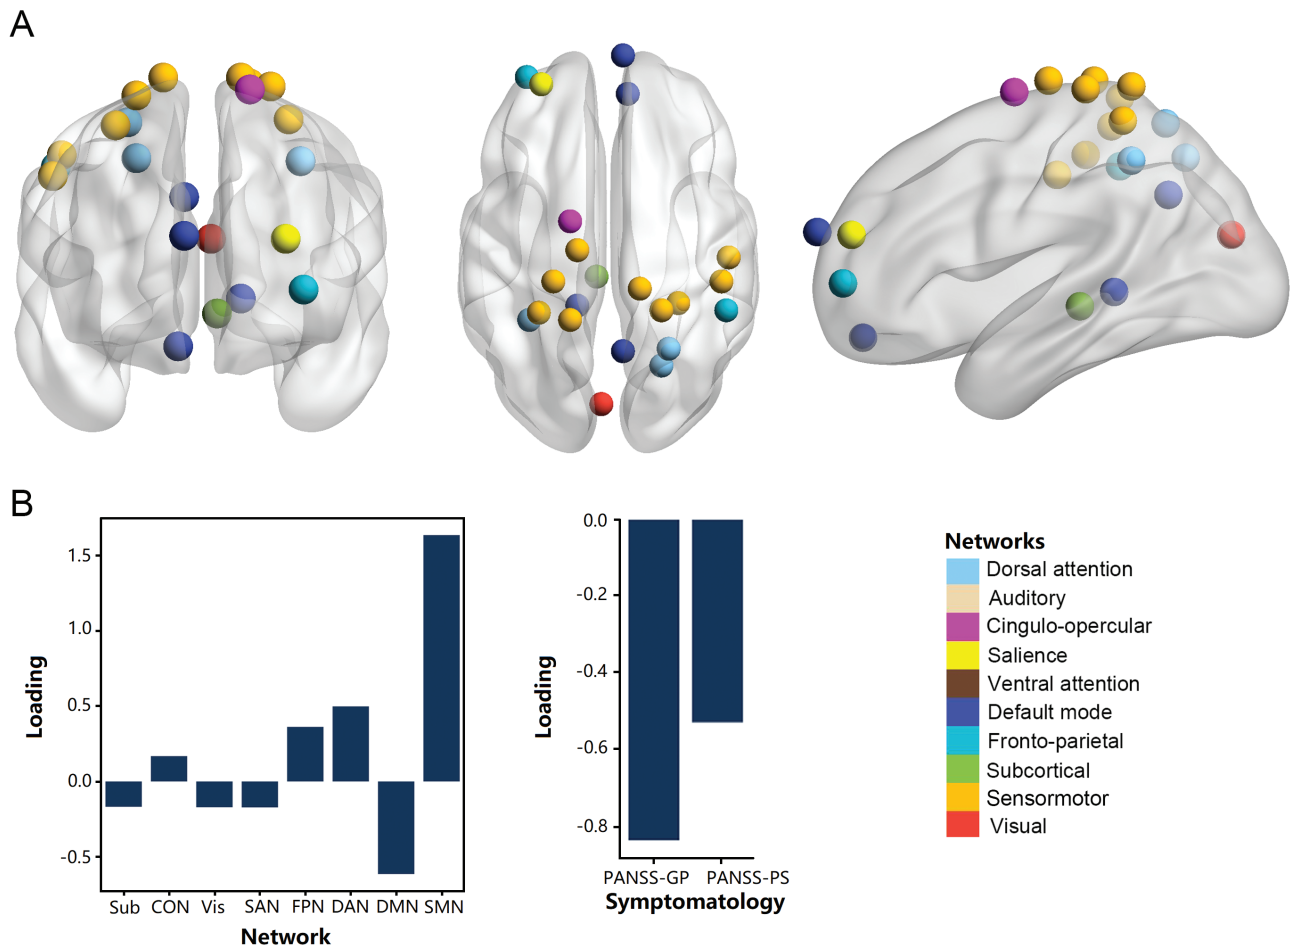 A
B
1.5
1.0
0.5
0.0
-0.5
Loading
Sub CON Vis SAN FPN DAN DMN SMN
Network
0.0
-0.2
-0.4
-0.6
-0.8
Loading
PANSS-GP PANSS-PS
Symptomatology
Networks
Dorsal attention
Auditory
Cingulo-opercular
Salience
Ventral attention
Default mode
Fronto-parietal
Subcortical
Sensormotor
Visual